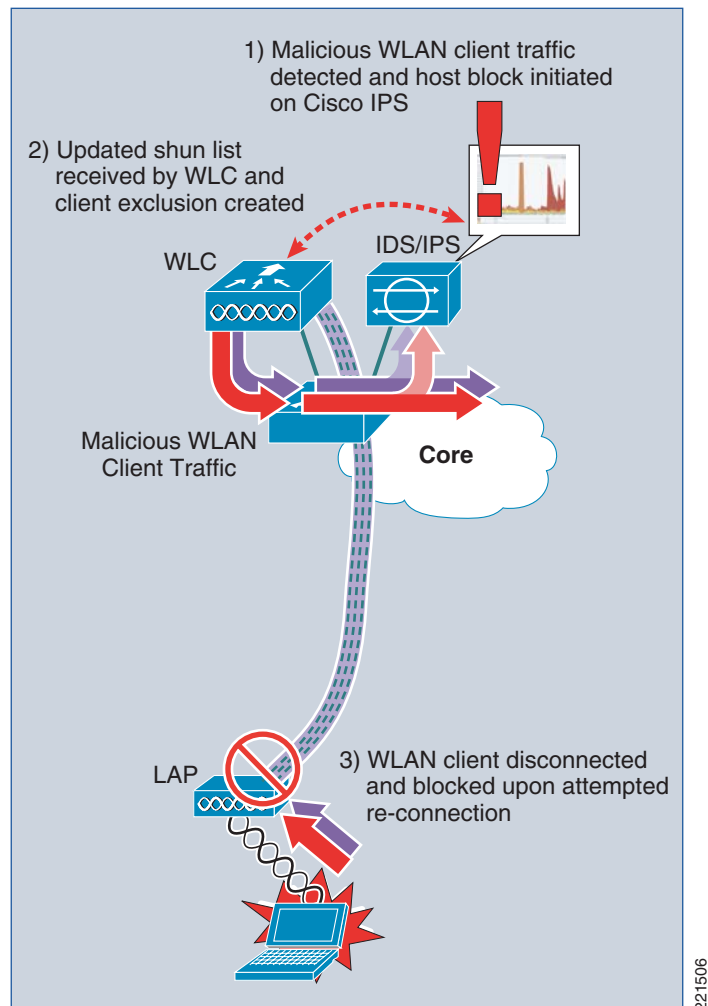 1) Malicious WLAN client traffic
detected and host block initiated
on Cisco IPS
2) Updated shun list
received by WLC and
client exclusion created
IDS/IPS
WLC
Malicious WLAN
Client Traffic
Core
3) WLAN client disconnected
and blocked upon attempted
re-connection
LAP
221506